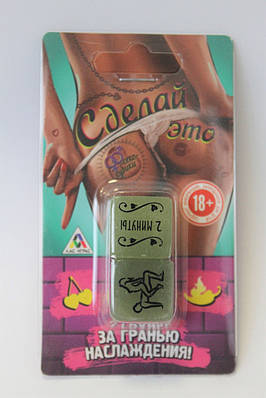 Сделай
это
18+
2 МИНУТЫ
ЗА ГРАНЬЮ
НАСЛАЖДЕНИЯ!